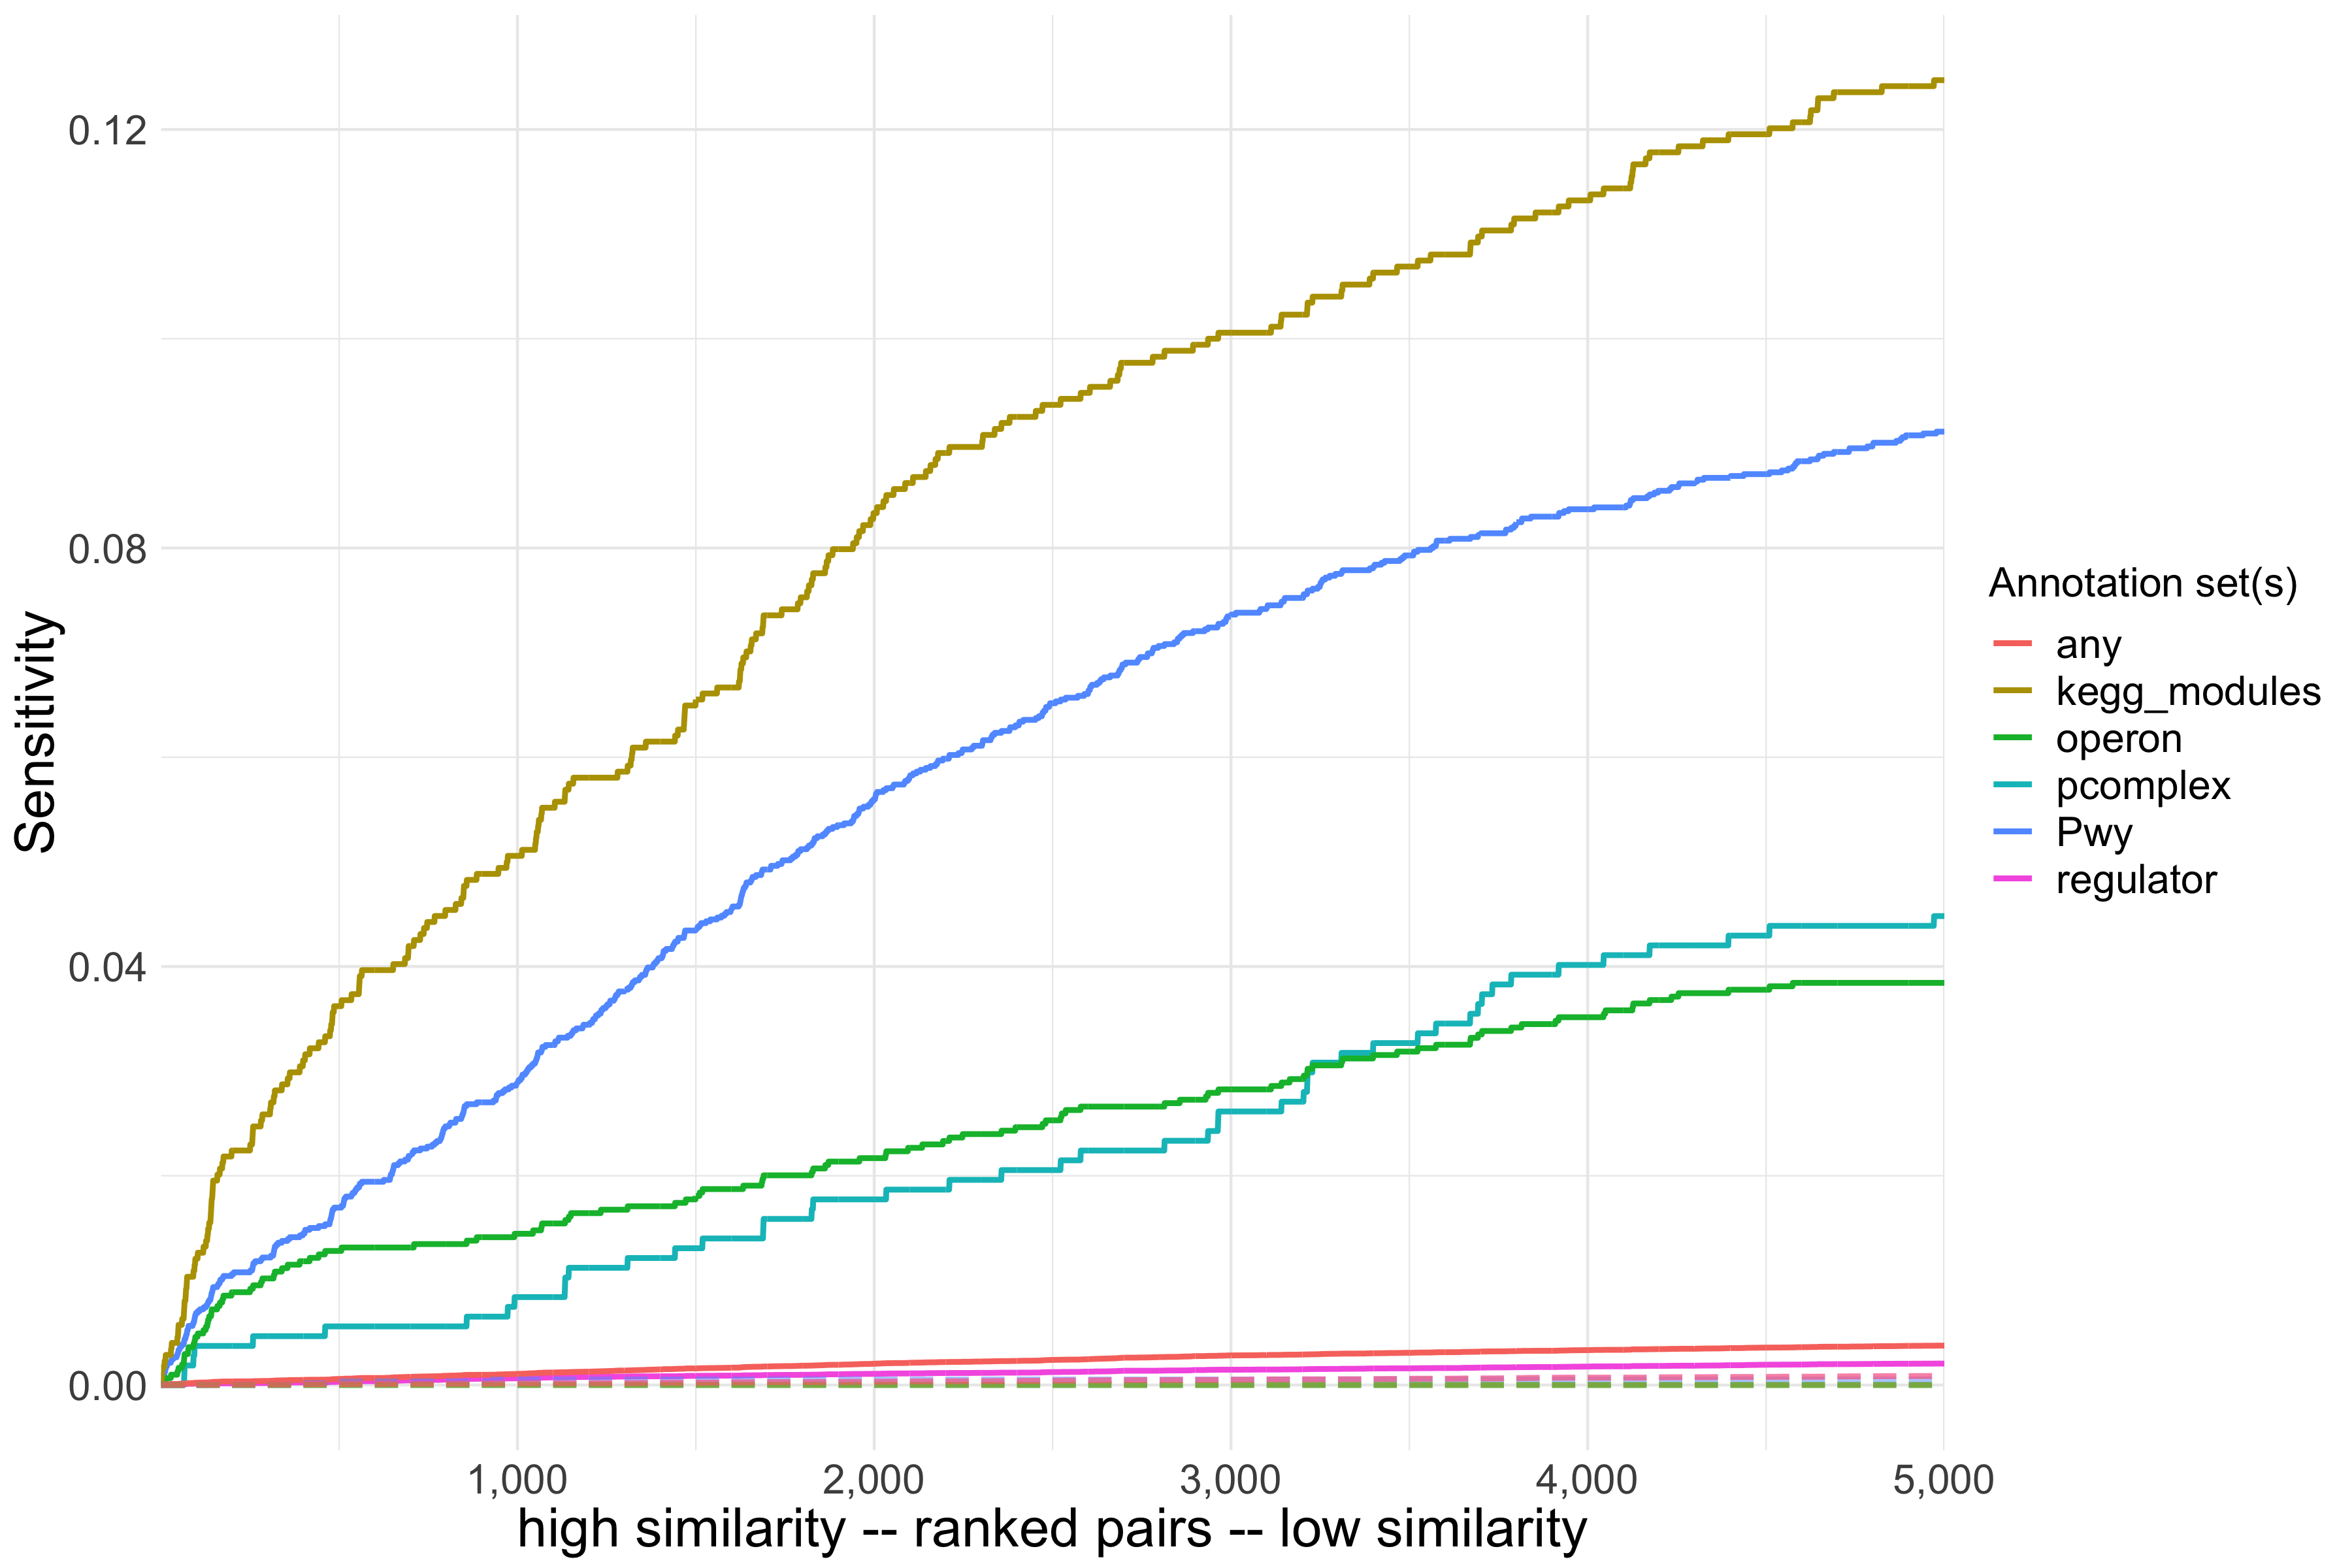 0.12
0.08
0.04
0.00
Sensitivity
1,000
2,000
3,000
4,000
5,000
high similarity -- ranked pairs -- low similarity
Annotation set(s)
any
kegg_modules
operon
pcomplex
Pwy
regulator